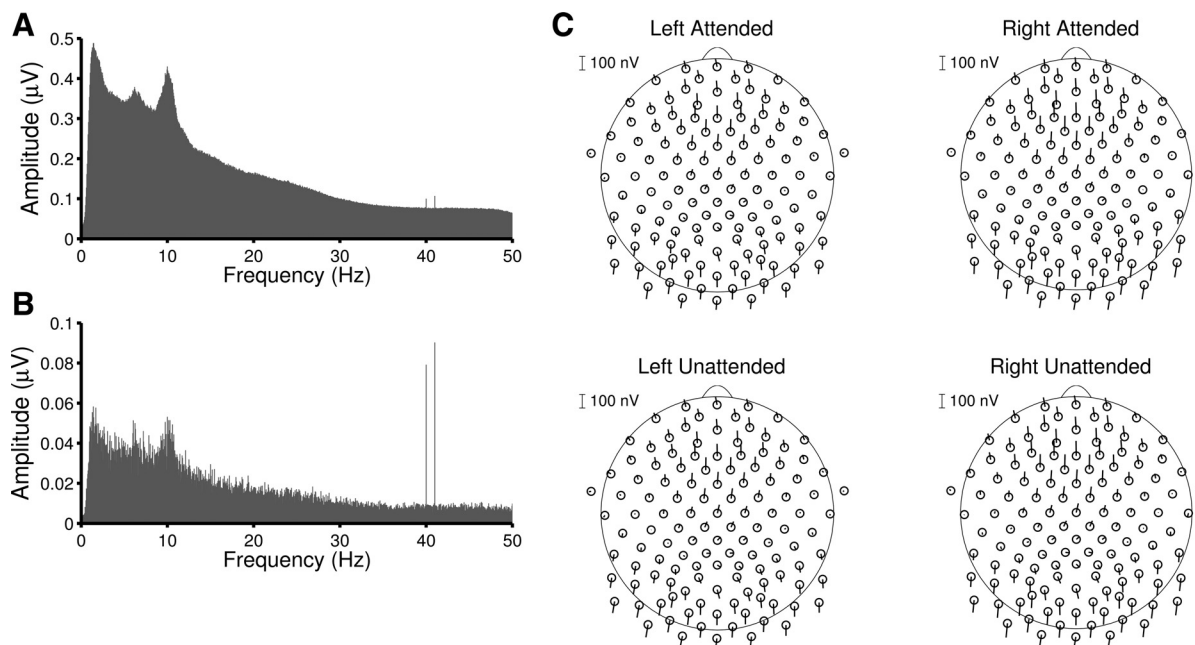 A
0.5
0.4
0.3
0.2
0.1
0
Amplitude (μV)
0 10 20 30 40 50
Frequency (Hz)
B
0.1
0.08
0.06
0.04
0.02
0
Amplitude (μV)
0 10 20 30 40 50
Frequency (Hz)
C
Left Attended
100 nV
Right Attended
100 nV
Left Unattended
100 nV
Right Unattended
100 nV